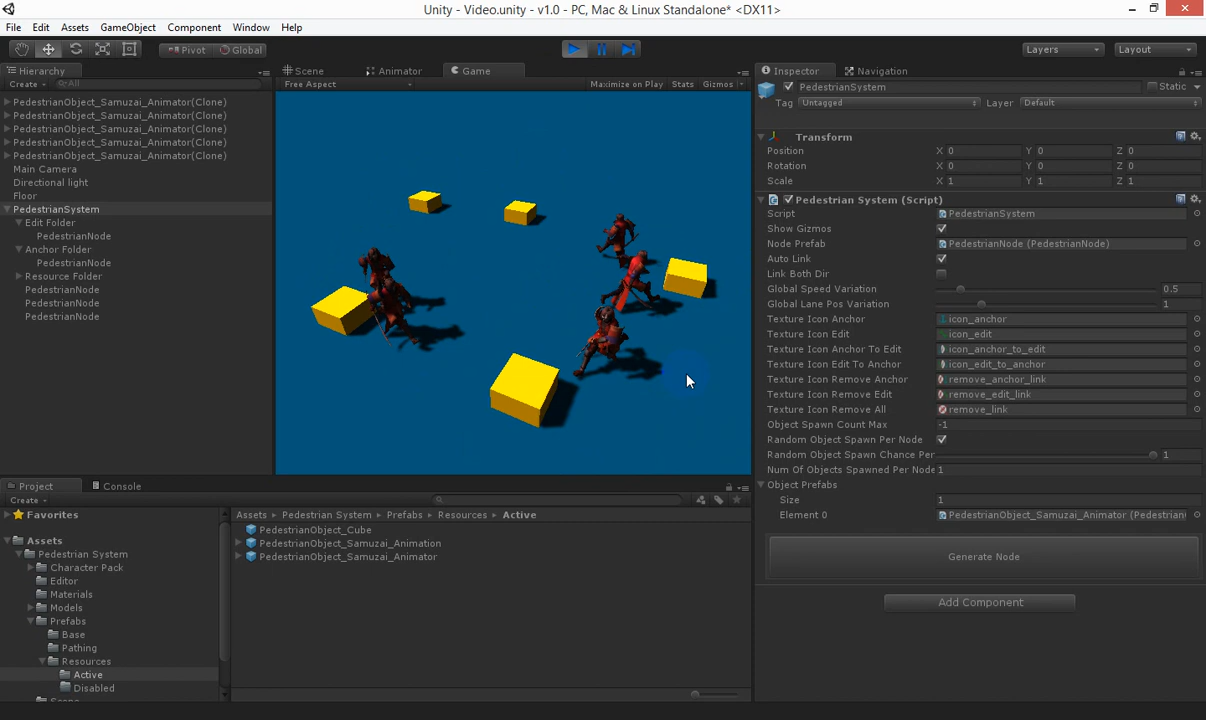 Unity - Video.unity - v1.0 - PC, Mac & Linux Standalone* <DX11>
File Edit Assets GameObject Component Window Help
Pivot Global Layers Layout
Hierarchy
Create All
PedestrianObject_Samuzai_Animator(Clone)
PedestrianObject_Samuzai_Animator(Clone)
PedestrianObject_Samuzai_Animator(Clone)
PedestrianObject_Samuzai_Animator(Clone)
PedestrianObject_Samuzai_Animator(Clone)
Main Camera
Directional light
Floor
PedestrianSystem
Edit Folder
PedestrianNode
Anchor Folder
PedestrianNode
Resource Folder
PedestrianNode
PedestrianNode
PedestrianNode
Scene Animator Game
Free Aspect Maximize on Play Stats Gizmos
Inspector Navigation
PedestrianSystem Static
Tag Untagged Layer Default
Transform
Position X 0 Y 0 Z 0
Rotation X 0 Y 0 Z 0
Scale X 1 Y 1 Z 1
Pedestrian System (Script)
Script PedestrianSystem
Show Gizmos
Node Prefab PedestrianNode (PedestrianNode)
Auto Link
Link Both Dir
Global Speed Variation 0.5
Global Lane Pos Variation 1
Texture Icon Anchor icon_anchor
Texture Icon Edit icon_edit
Texture Icon Anchor To Edit icon_anchor_to_edit
Texture Icon Edit To Anchor icon_edit_to_anchor
Texture Icon Remove Anchor remove_anchor_link
Texture Icon Remove Edit remove_edit_link
Texture Icon Remove All remove_link
Object Spawn Count Max -1
Random Object Spawn Per Node
Random Object Spawn Chance Per 1
Num Of Objects Spawned Per Node 1
Object Prefabs
Size 1
Element 0 PedestrianObject_Samuzai_Animator (Pedestrian
Generate Node
Add Component
Project Console
Create
Favorites
Assets
Pedestrian System
Character Pack
Editor
Materials
Models
Prefabs
Base
Pathing
Resources
Active
Disabled
Assets Pedestrian System Prefabs Resources Active
PedestrianObject_Cube
PedestrianObject_Samuzai_Animation
PedestrianObject_Samuzai_Animator